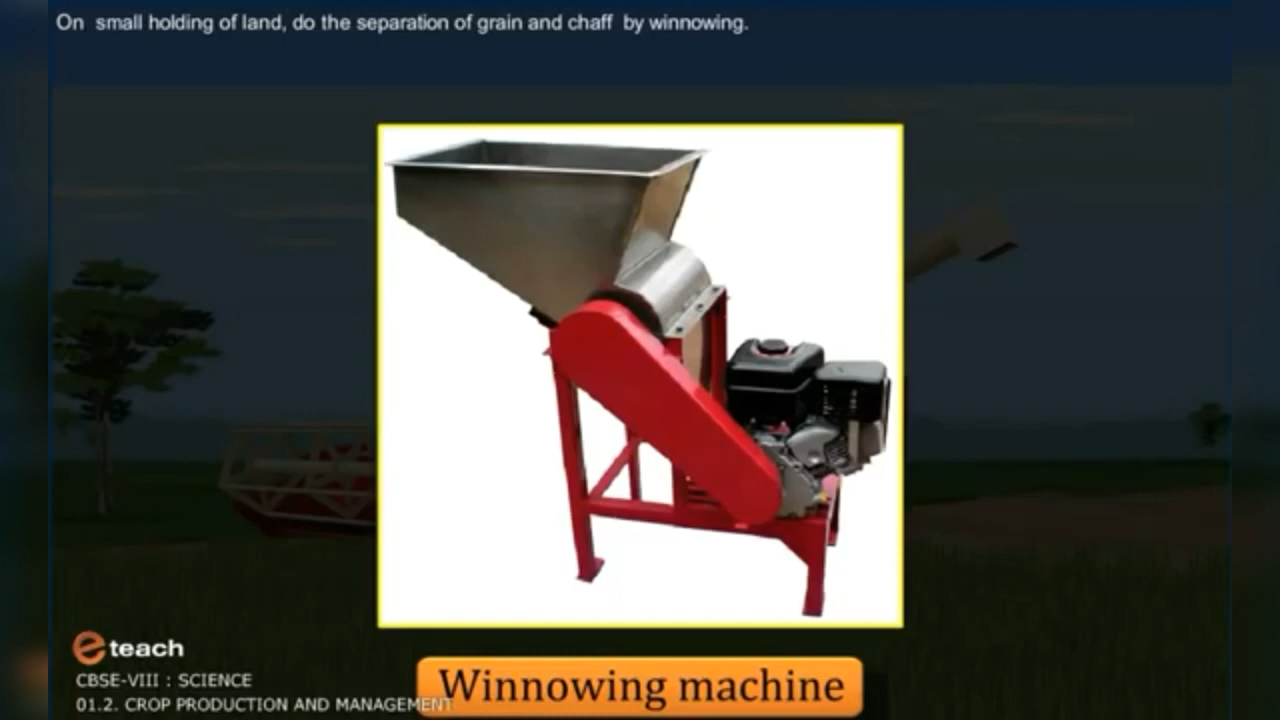 On small holding of land, do the separation of grain and chaff by winnowing.
e teach
CBSE-VIII : SCIENCE
01.2. CROP PRODUCTION AND MANAGEMENT
Winnowing machine